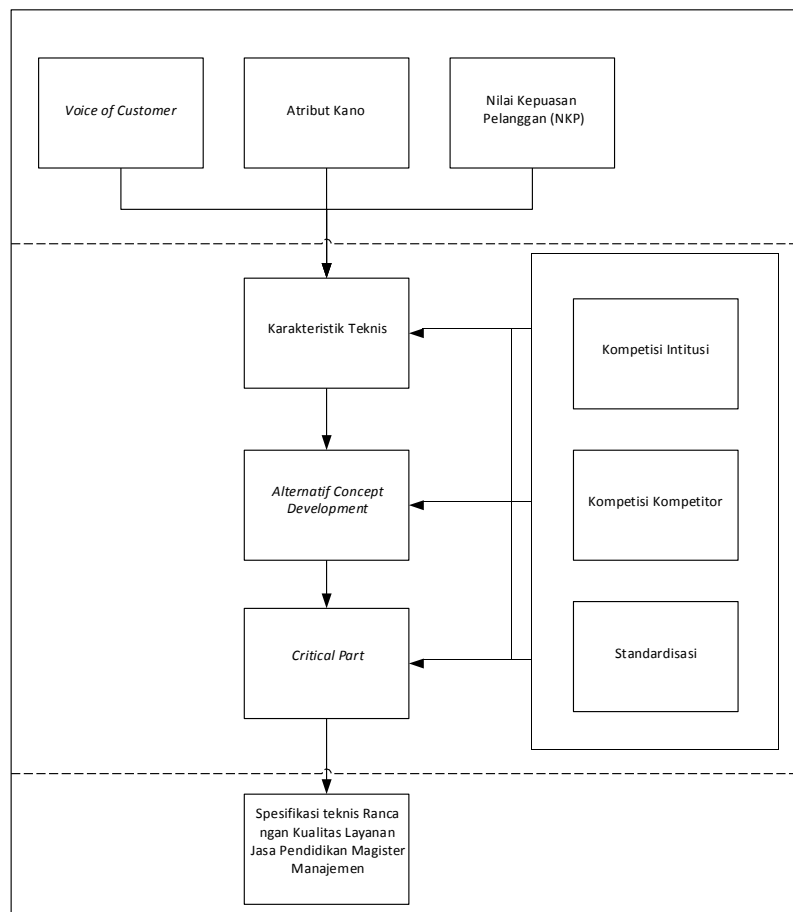 Voice of Customer
Atribut Kano
Nilai Kepuasan
Pelanggan (NKP)
Karakteristik Teknis
Kompetisi Intitusi
Alternatif Concept
Development
Kompetisi Kompetitor
Critical Part
Standardisasi
Spesifikasi teknis Ranca
ngan Kualitas Layanan
Jasa Pendidikan Magister
Manajemen